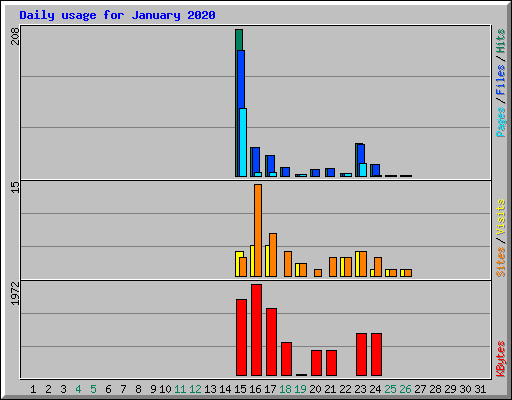 Daily usage for January 2020
208
Pages / Files / Hits
15
Sites / Visits
1972
KBytes
1 2 3 4 5 6 7 8 9 10 11 12 13 14 15 16 17 18 19 20 21 22 23 24 25 26 27 28 29 30 31